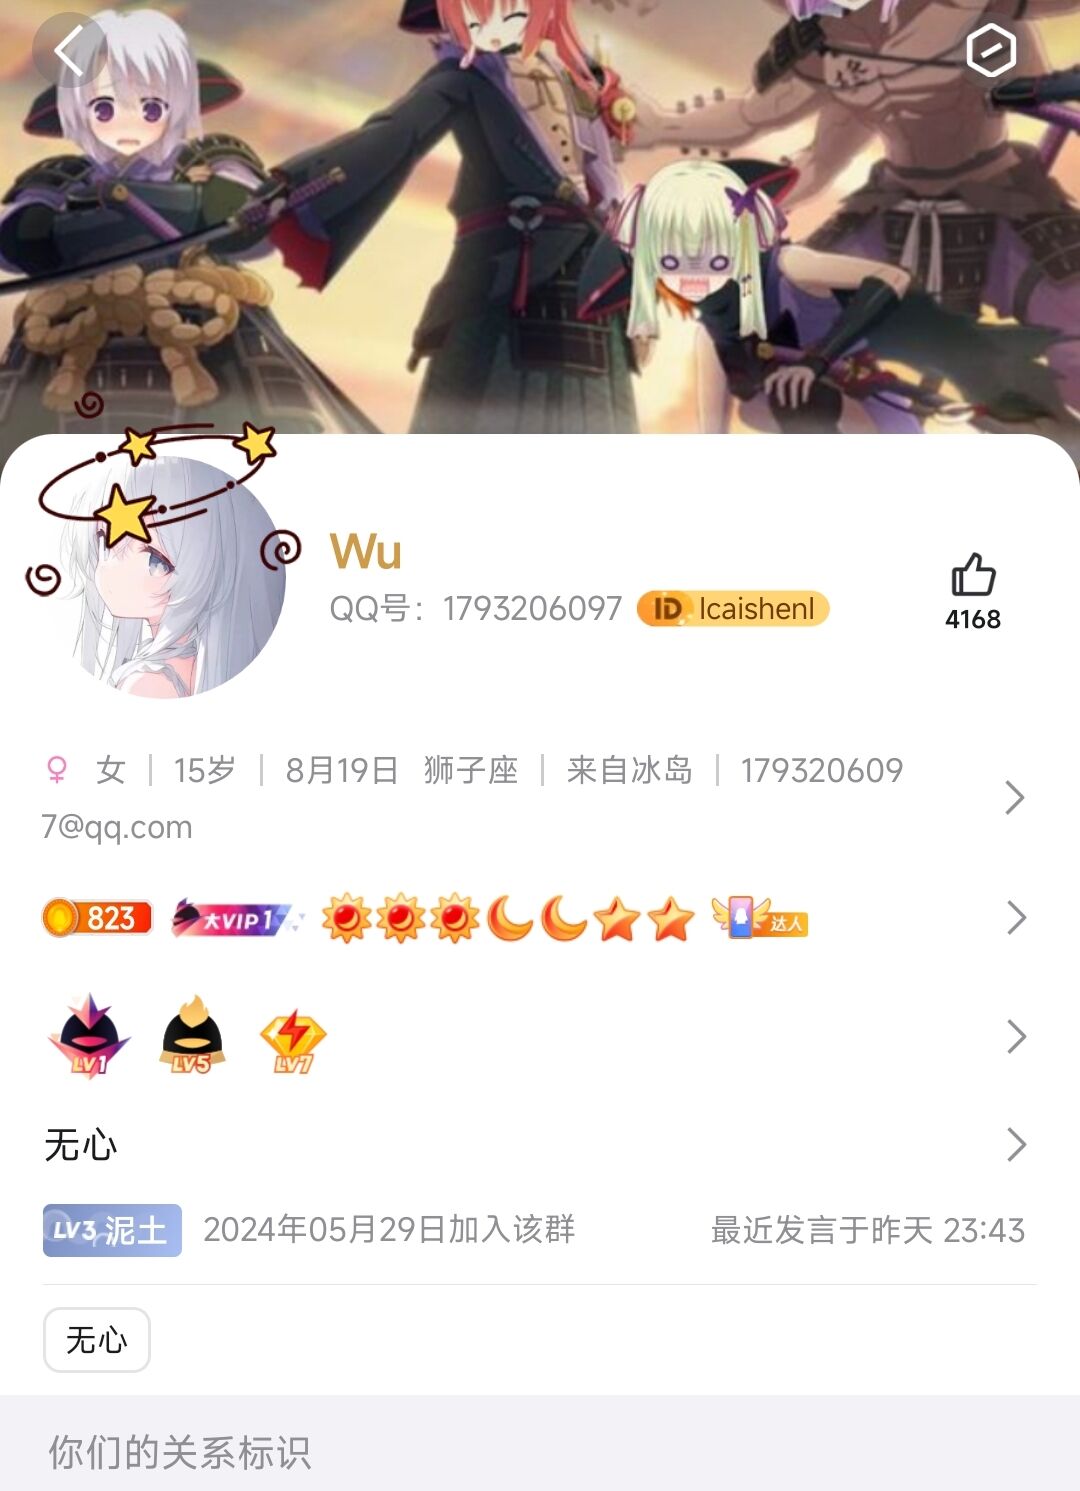 Wu
QQ号：1793206097 ID lcaishenl
4168
女 | 15岁 | 8月19日 狮子座 | 来自冰岛 | 179320609
7@qq.com
823 大VIP1 达人
LV1 LV5 LV7
无心
LV3 泥土 2024年05月29日加入该群 最近发言于昨天 23:43
无心
你们的关系标识